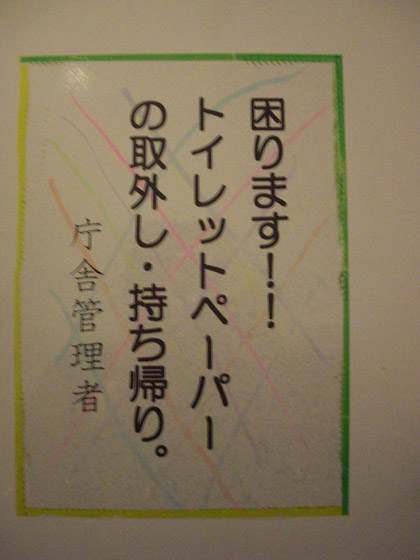 困ります!!
トイレットペーパー
の取外し・持ち帰り。
庁舎管理者